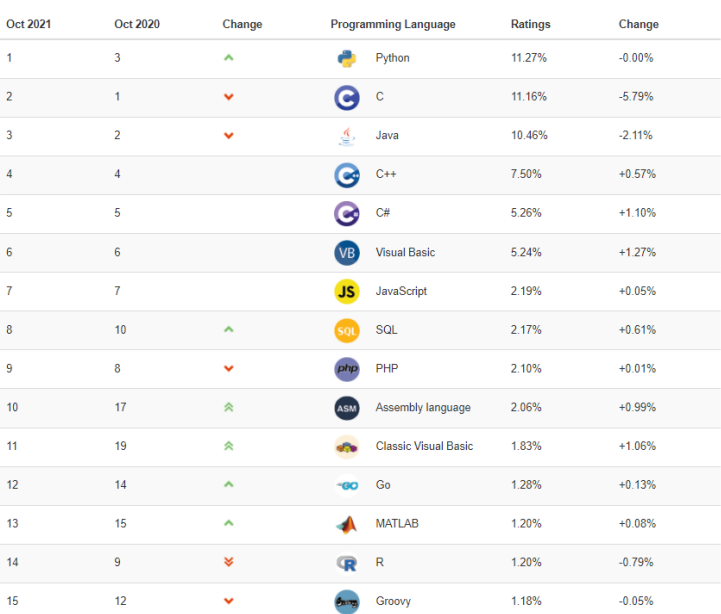 Oct 2021 Oct 2020 Change Programming Language Ratings Change
1 3 Python 11.27% -0.00%
2 1 C 11.16% -5.79%
3 2 Java 10.46% -2.11%
4 4 C++ 7.50% +0.57%
5 5 C# 5.26% +1.10%
6 6 VB Visual Basic 5.24% +1.27%
7 7 JS JavaScript 2.19% +0.05%
8 10 SQL SQL 2.17% +0.61%
9 8 php PHP 2.10% +0.01%
10 17 ASM Assembly language 2.06% +0.99%
11 19 Classic Visual Basic 1.83% +1.06%
12 14 GO Go 1.28% +0.13%
13 15 MATLAB 1.20% +0.08%
14 9 R R 1.20% -0.79%
15 12 Groovy 1.18% -0.05%